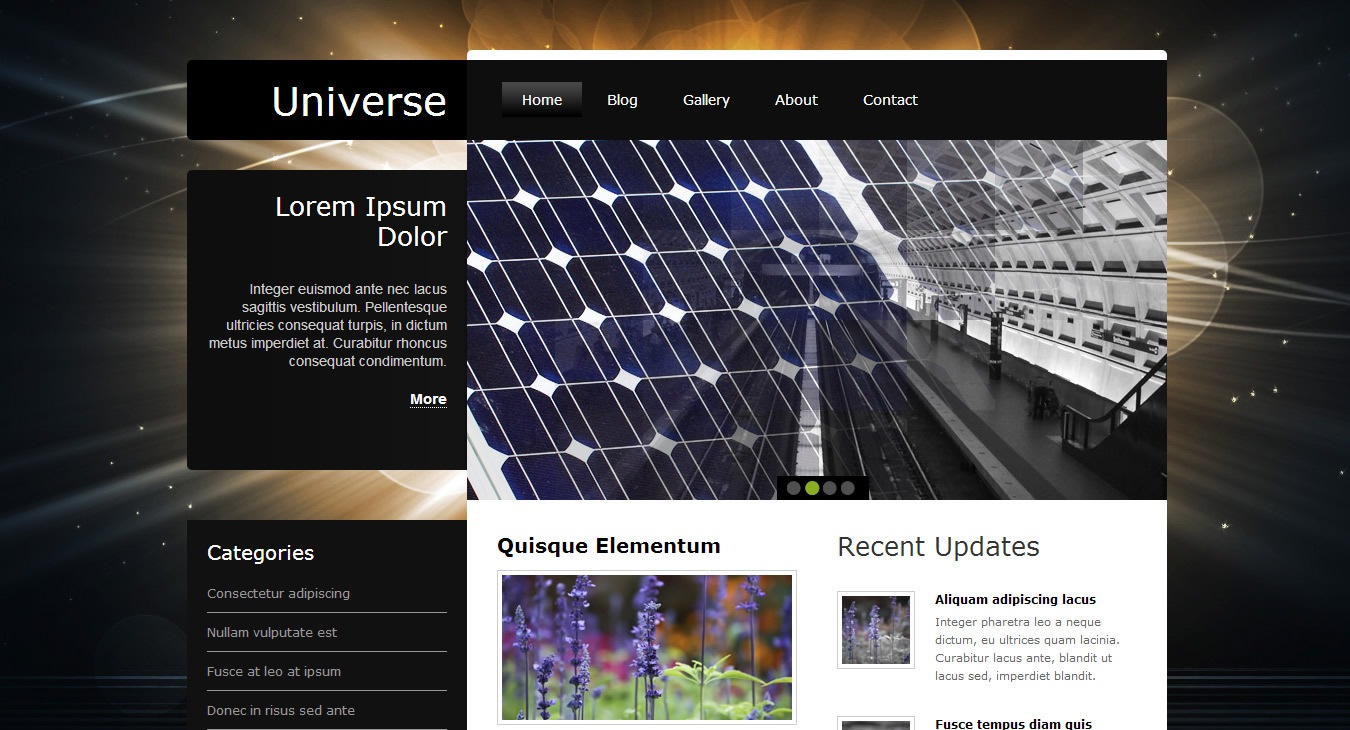 Universe
Home Blog Gallery About Contact
Lorem Ipsum
Dolor
Integer euismod ante nec lacus
sagittis vestibulum. Pellentesque
ultricies consequat turpis, in dictum
metus imperdiet at. Curabitur rhoncus
consequat condimentum.
More
Categories
Consectetur adipiscing
Nullam vulputate est
Fusce at leo at ipsum
Donec in risus sed ante
Quisque Elementum
Recent Updates
Aliquam adipiscing lacus
Integer pharetra leo a neque
dictum, eu ultrices quam lacinia.
Curabitur lacus ante, blandit ut
lacus sed, imperdiet blandit.
Fusce tempus diam quis